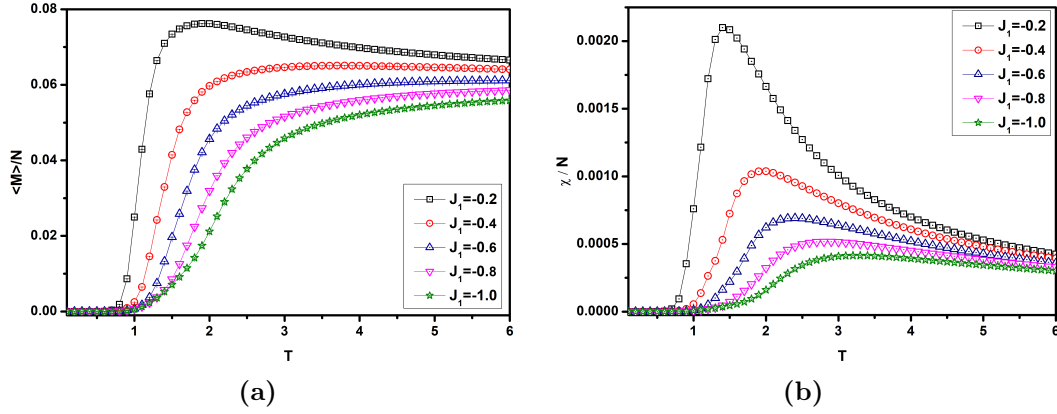 0.08
0.06
0.04
0.02
0.00
<M>/N
J₁=-0.2
J₁=-0.4
J₁=-0.6
J₁=-0.8
J₁=-1.0
1 2 3 4 5 6
T
(a)
0.0020
0.0015
0.0010
0.0005
0.0000
χ / N
J₁=-0.2
J₁=-0.4
J₁=-0.6
J₁=-0.8
J₁=-1.0
1 2 3 4 5 6
T
(b)